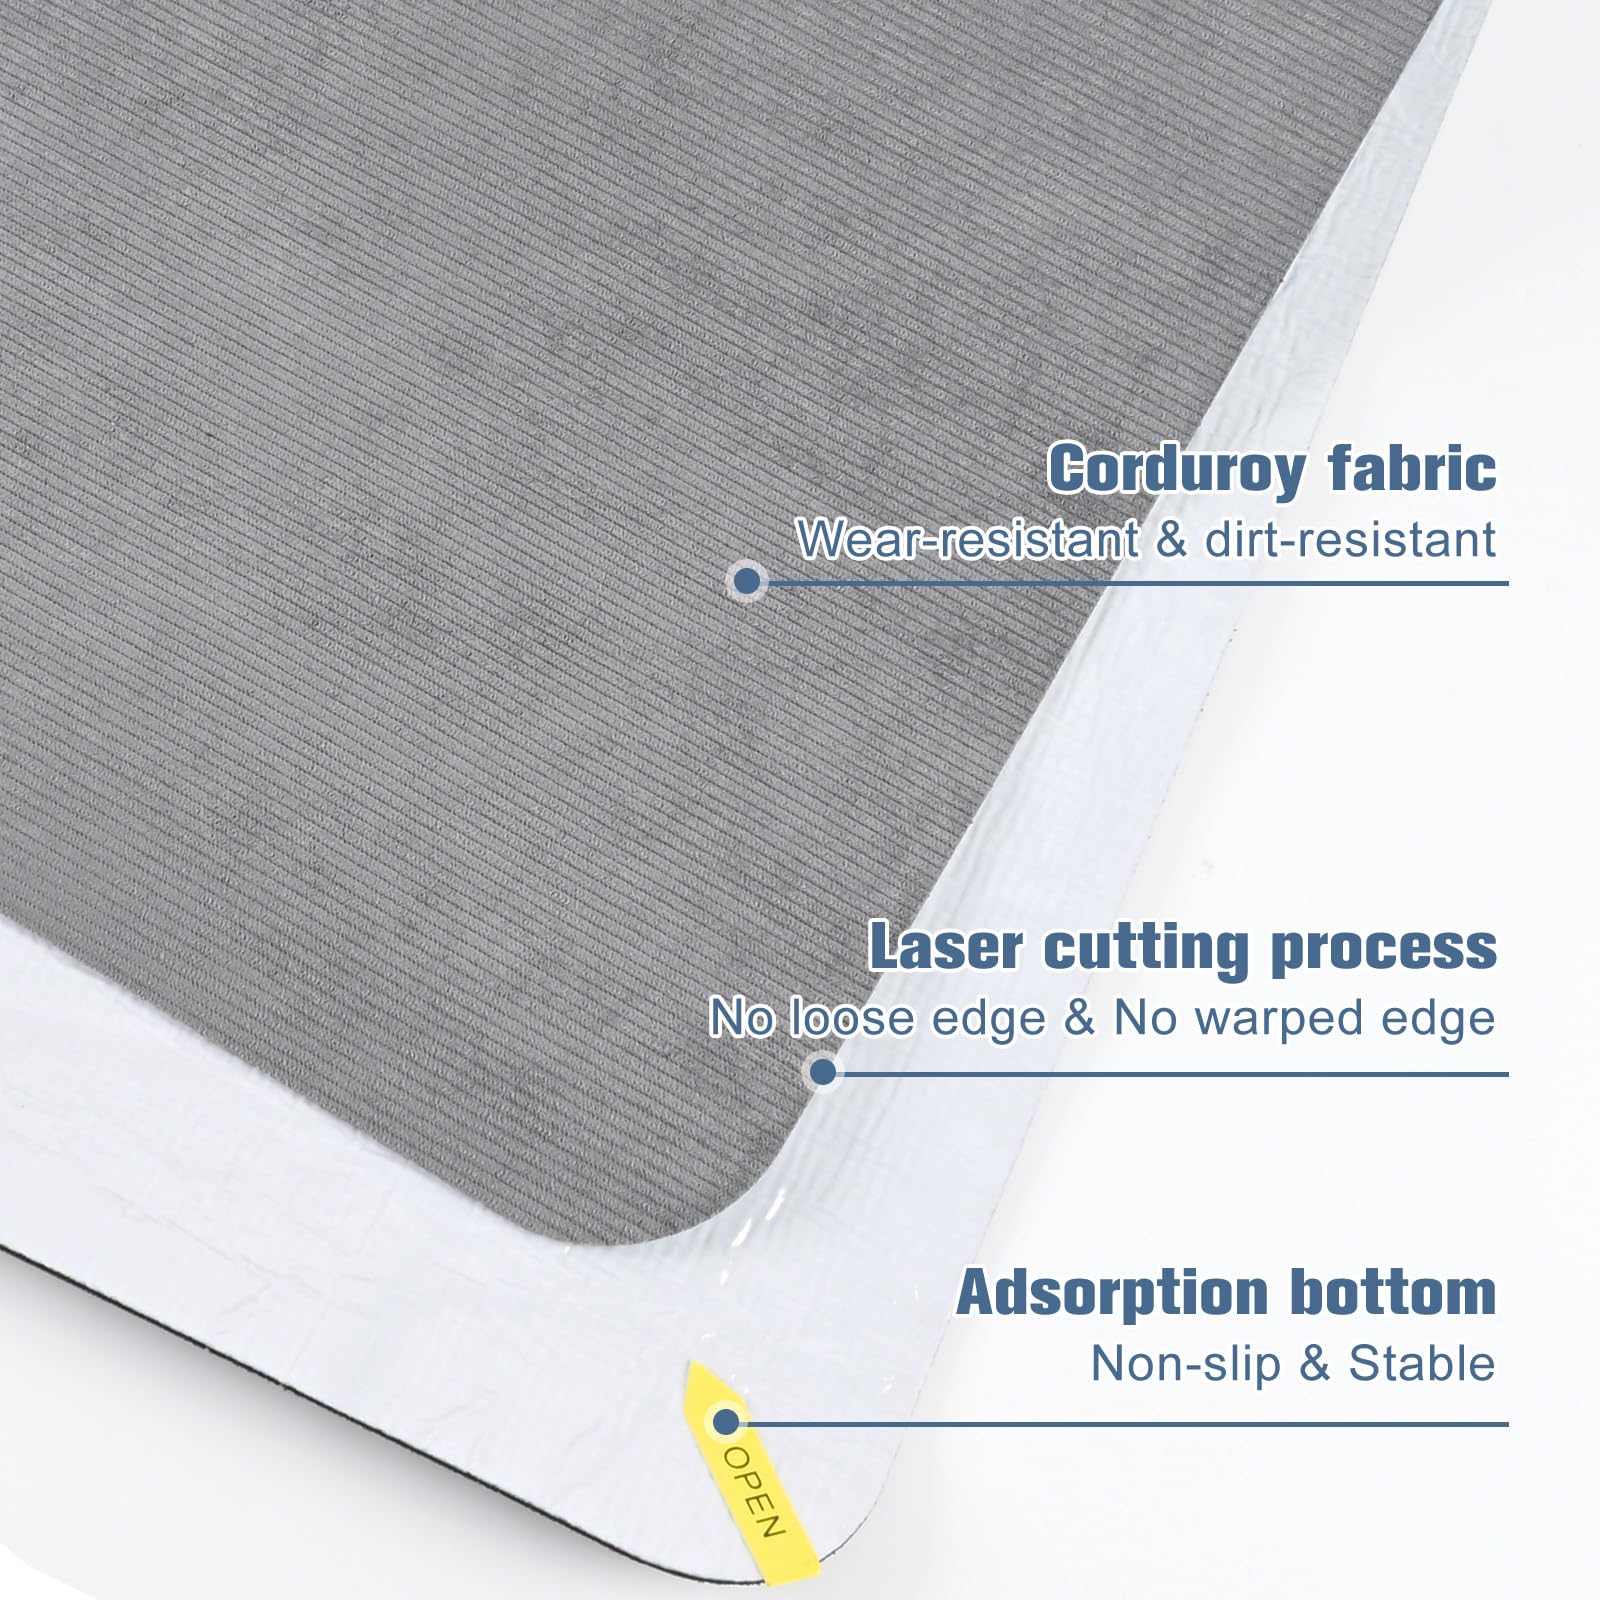 Corduroy fabric
Wear-resistant & dirt-resistant
Laser cutting process
No loose edge & No warped edge
Adsorption bottom
Non-slip & Stable
OPEN